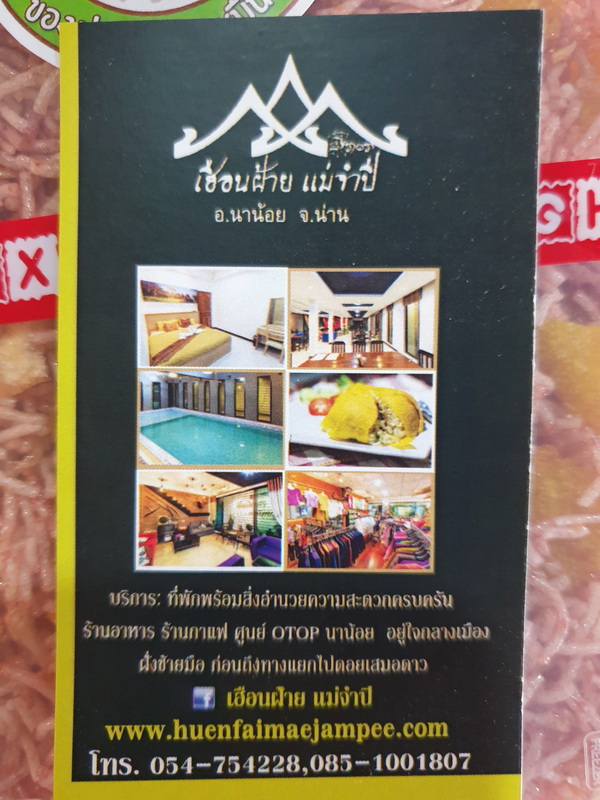 เฮือนฝ้าย แม่จำปี
อ.นาน้อย จ.น่าน
X
GH
บริการ: ที่พักพร้อมสิ่งอำนวยความสะดวกครบครัน
ร้านอาหาร ร้านกาแฟ ศูนย์ OTOP นาน้อย อยู่ใจกลางเมือง
ฝั่งซ้ายมือ ก่อนถึงทางแยกไปดอยเสมอดาว
f เฮือนฝ้าย แม่จำปี
www.huenfaimaejampee.com
โทร. 054-754228,085-1001807